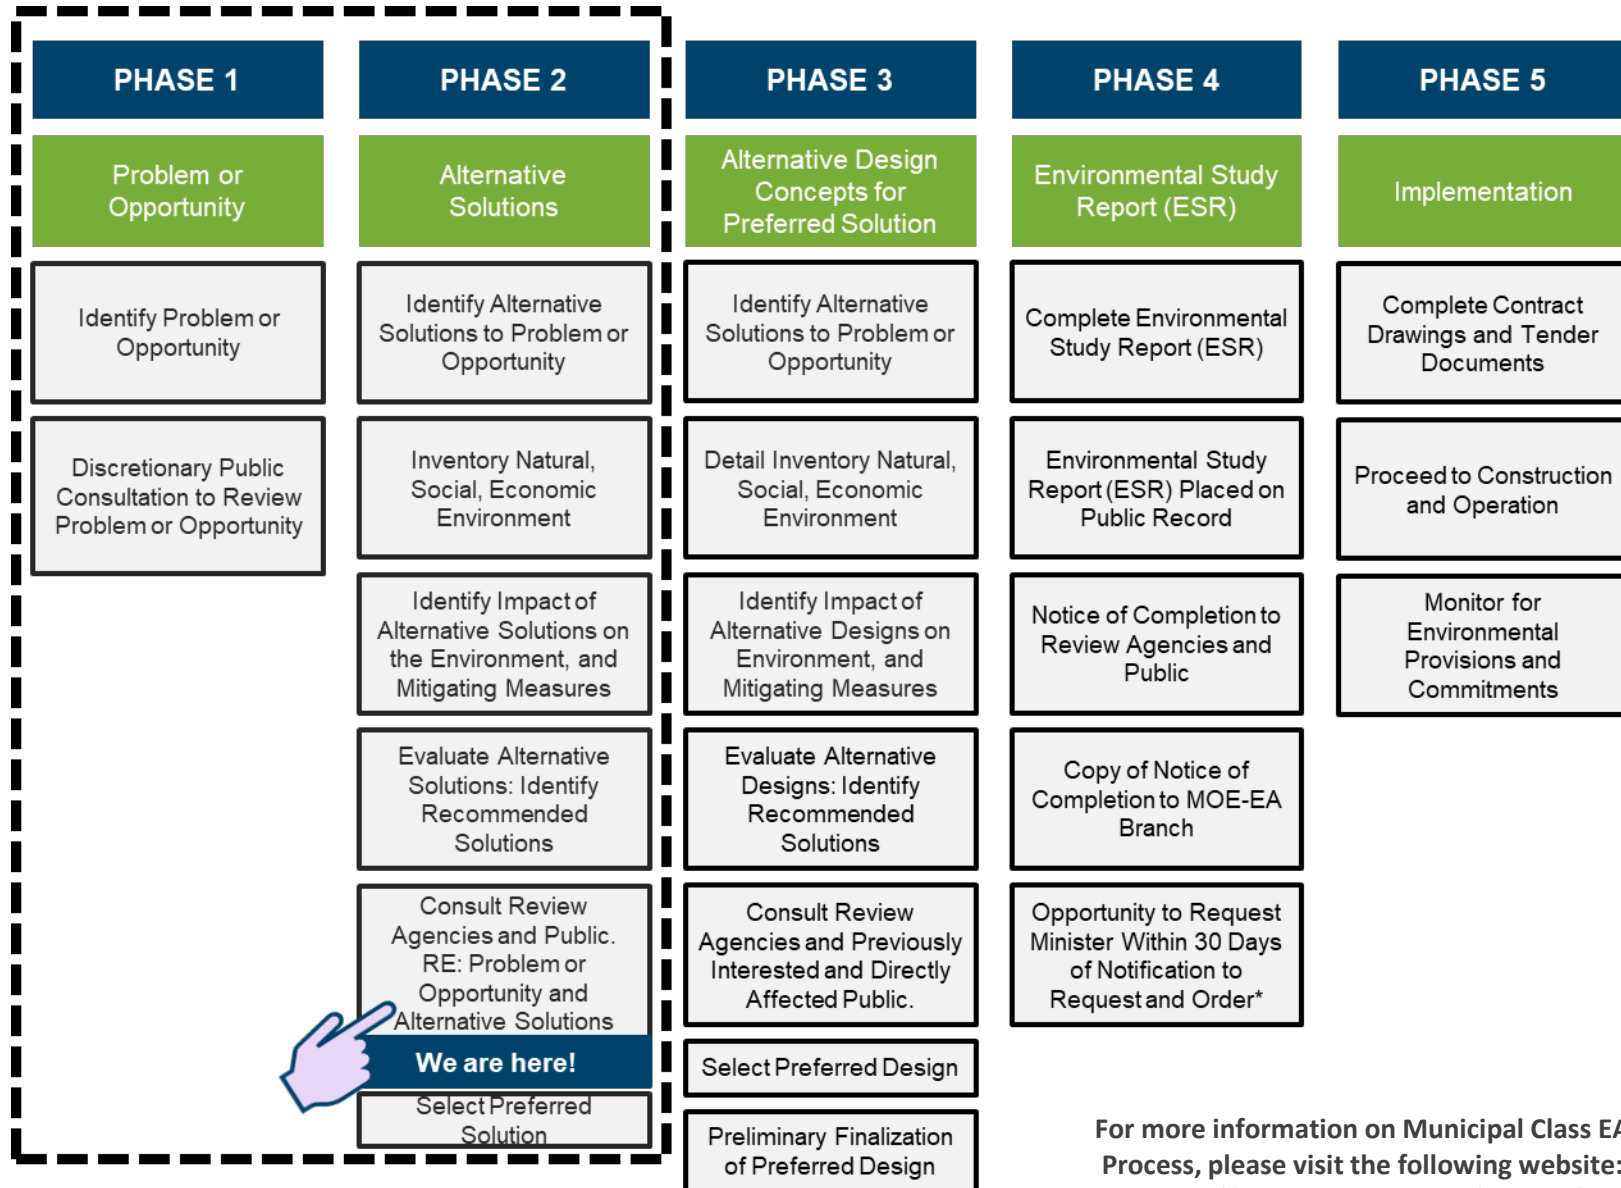 PHASE 1
Problem or
Opportunity
Identify Problem or
Opportunity
Discretionary Public
Consultation to Review
Problem or Opportunity
PHASE 2
Alternative
Solutions
Identify Alternative
Solutions to Problem or
Opportunity
Inventory Natural,
Social, Economic
Environment
Identify Impact of
Alternative Solutions on
the Environment, and
Mitigating Measures
Evaluate Alternative
Solutions: Identify
Recommended
Solutions
Consult Review
Agencies and Public.
RE: Problem or
Opportunity and
Alternative Solutions
We are here!
Select Preferred
Solution
PHASE 3
Alternative Design
Concepts for
Preferred Solution
Identify Alternative
Solutions to Problem or
Opportunity
Detail Inventory Natural,
Social, Economic
Environment
Identify Impact of
Alternative Designs on
Environment, and
Mitigating Measures
Evaluate Alternative
Designs: Identify
Recommended
Solutions
Consult Review
Agencies and Previously
Interested and Directly
Affected Public.
Select Preferred Design
Preliminary Finalization
of Preferred Design
PHASE 4
Environmental Study
Report (ESR)
Complete Environmental
Study Report (ESR)
Environmental Study
Report (ESR) Placed on
Public Record
Notice of Completion to
Review Agencies and
Public
Copy of Notice of
Completion to MOE-EA
Branch
Opportunity to Request
Minister Within 30 Days
of Notification to
Request and Order*
PHASE 5
Implementation
Complete Contract
Drawings and Tender
Documents
Proceed to Construction
and Operation
Monitor for
Environmental
Provisions and
Commitments
For more information on Municipal Class EA
Process, please visit the following website: